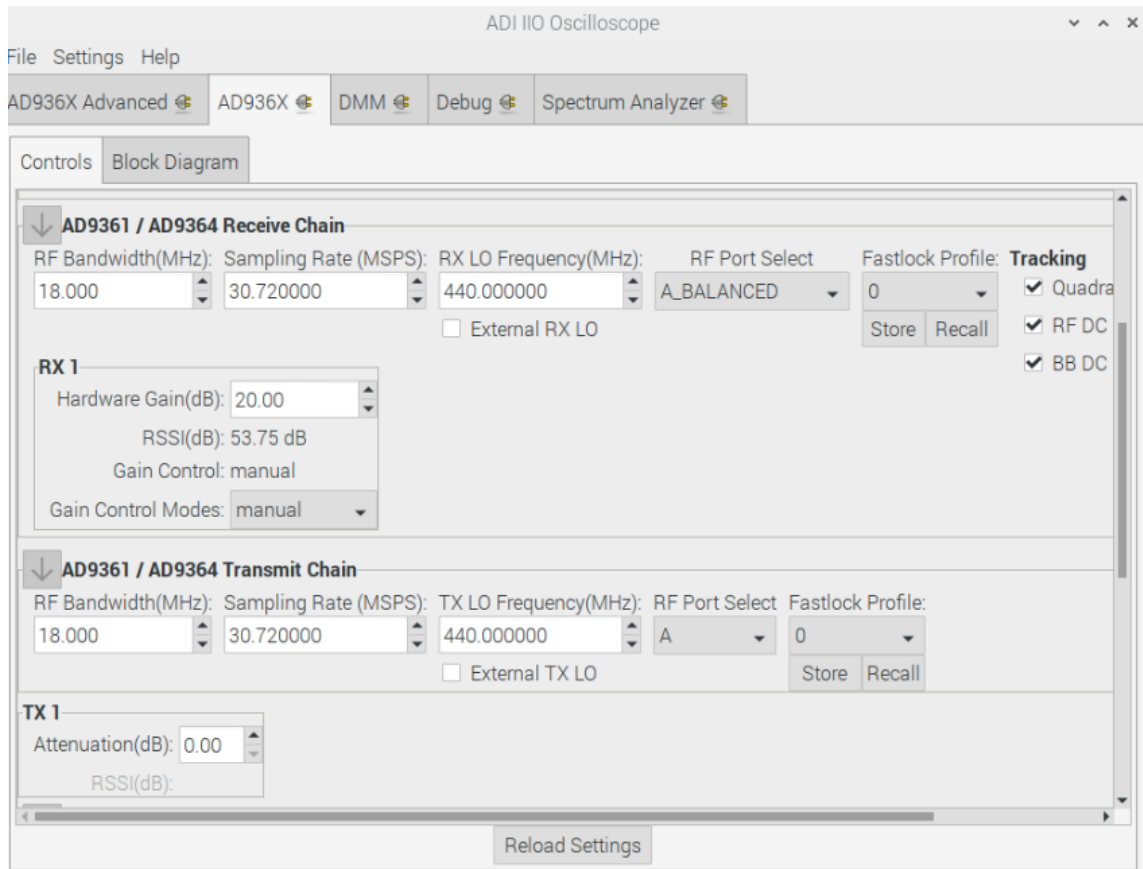 ADI IIO Oscilloscope
File Settings Help
AD936X Advanced AD936X DMM Debug Spectrum Analyzer
Controls Block Diagram
AD9361 / AD9364 Receive Chain
RF Bandwidth(MHz): Sampling Rate (MSPS): RX LO Frequency(MHz): RF Port Select Fastlock Profile: Tracking
18.000 30.720000 440.000000 A_BALANCED 0 Quadra
External RX LO Store Recall RF DC
BB DC
RX 1
Hardware Gain(dB): 20.00
RSSI(dB): 53.75 dB
Gain Control: manual
Gain Control Modes: manual
AD9361 / AD9364 Transmit Chain
RF Bandwidth(MHz): Sampling Rate (MSPS): TX LO Frequency(MHz): RF Port Select Fastlock Profile:
18.000 30.720000 440.000000 A 0
External TX LO Store Recall
TX 1
Attenuation(dB): 0.00
RSSI(dB):
Reload Settings